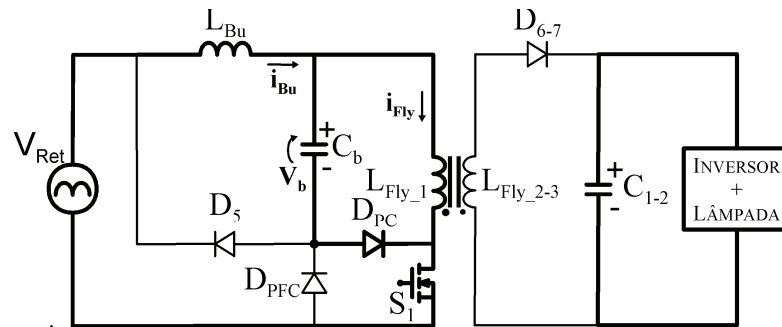 L_Bu
D_6-7
i_Bu
i_Fly
V_Ret
+
C_b
-
V_b
L_Fly_1
L_Fly_2-3
+
C_1-2
-
INVERSOR
+
LÂMPADA
D_5
D_PC
D_PFC
S_1